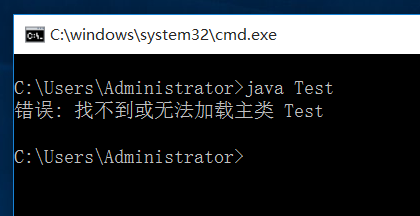 C:\windows\system32\cmd.exe
C:\Users\Administrator>java Test
错误: 找不到或无法加载主类 Test
C:\Users\Administrator>